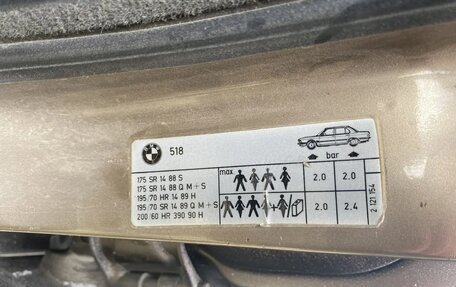 BMW
518
bar
175 SR 14 88 S
175 SR 14 88 Q M+S
195/70 HR 14 89 H
195/70 SR 14 89 Q M+S
200/60 HR 390 90 H
max.
2.0 2.0
+ /
2.0 2.4
2 121 154